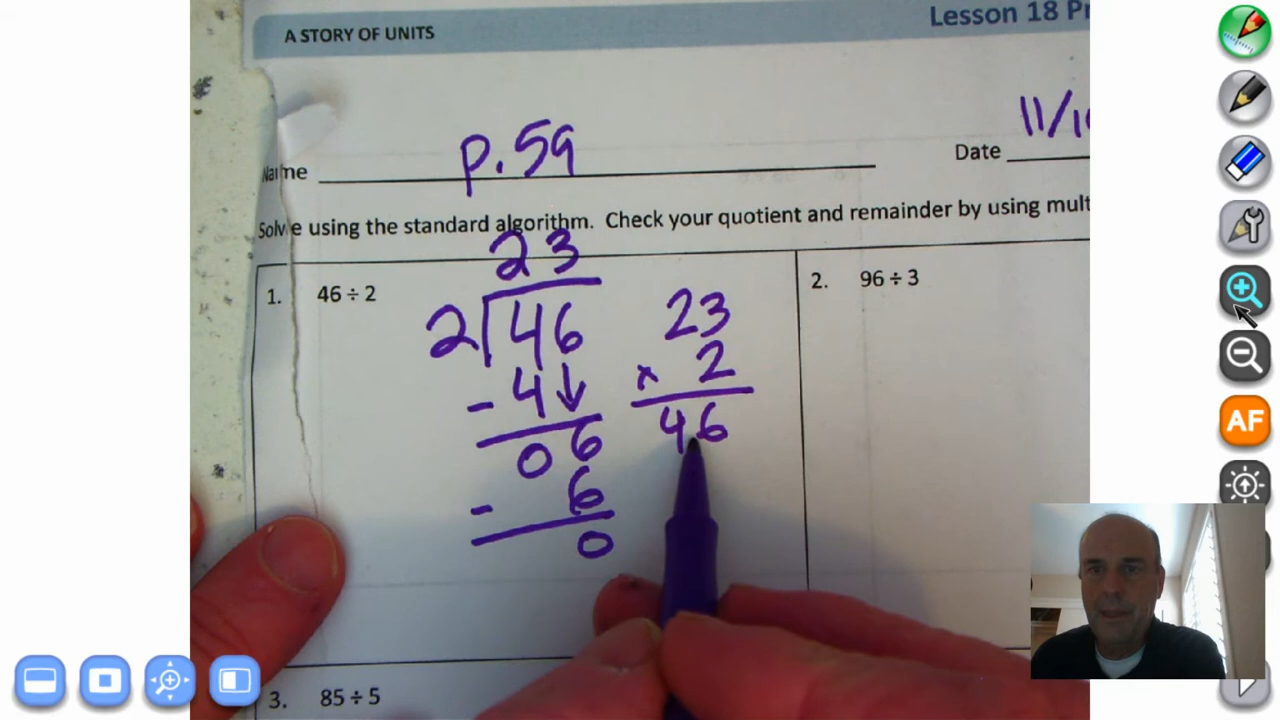 A STORY OF UNITS
Lesson 18
p.59
11/1
Name
Date
Solve using the standard algorithm. Check your quotient and remainder by using
1. 46 ÷ 2
23
2 46
- 4
06
- 6
0
23
x 2
46
2. 96 ÷ 3
3. 85 ÷ 5
AF